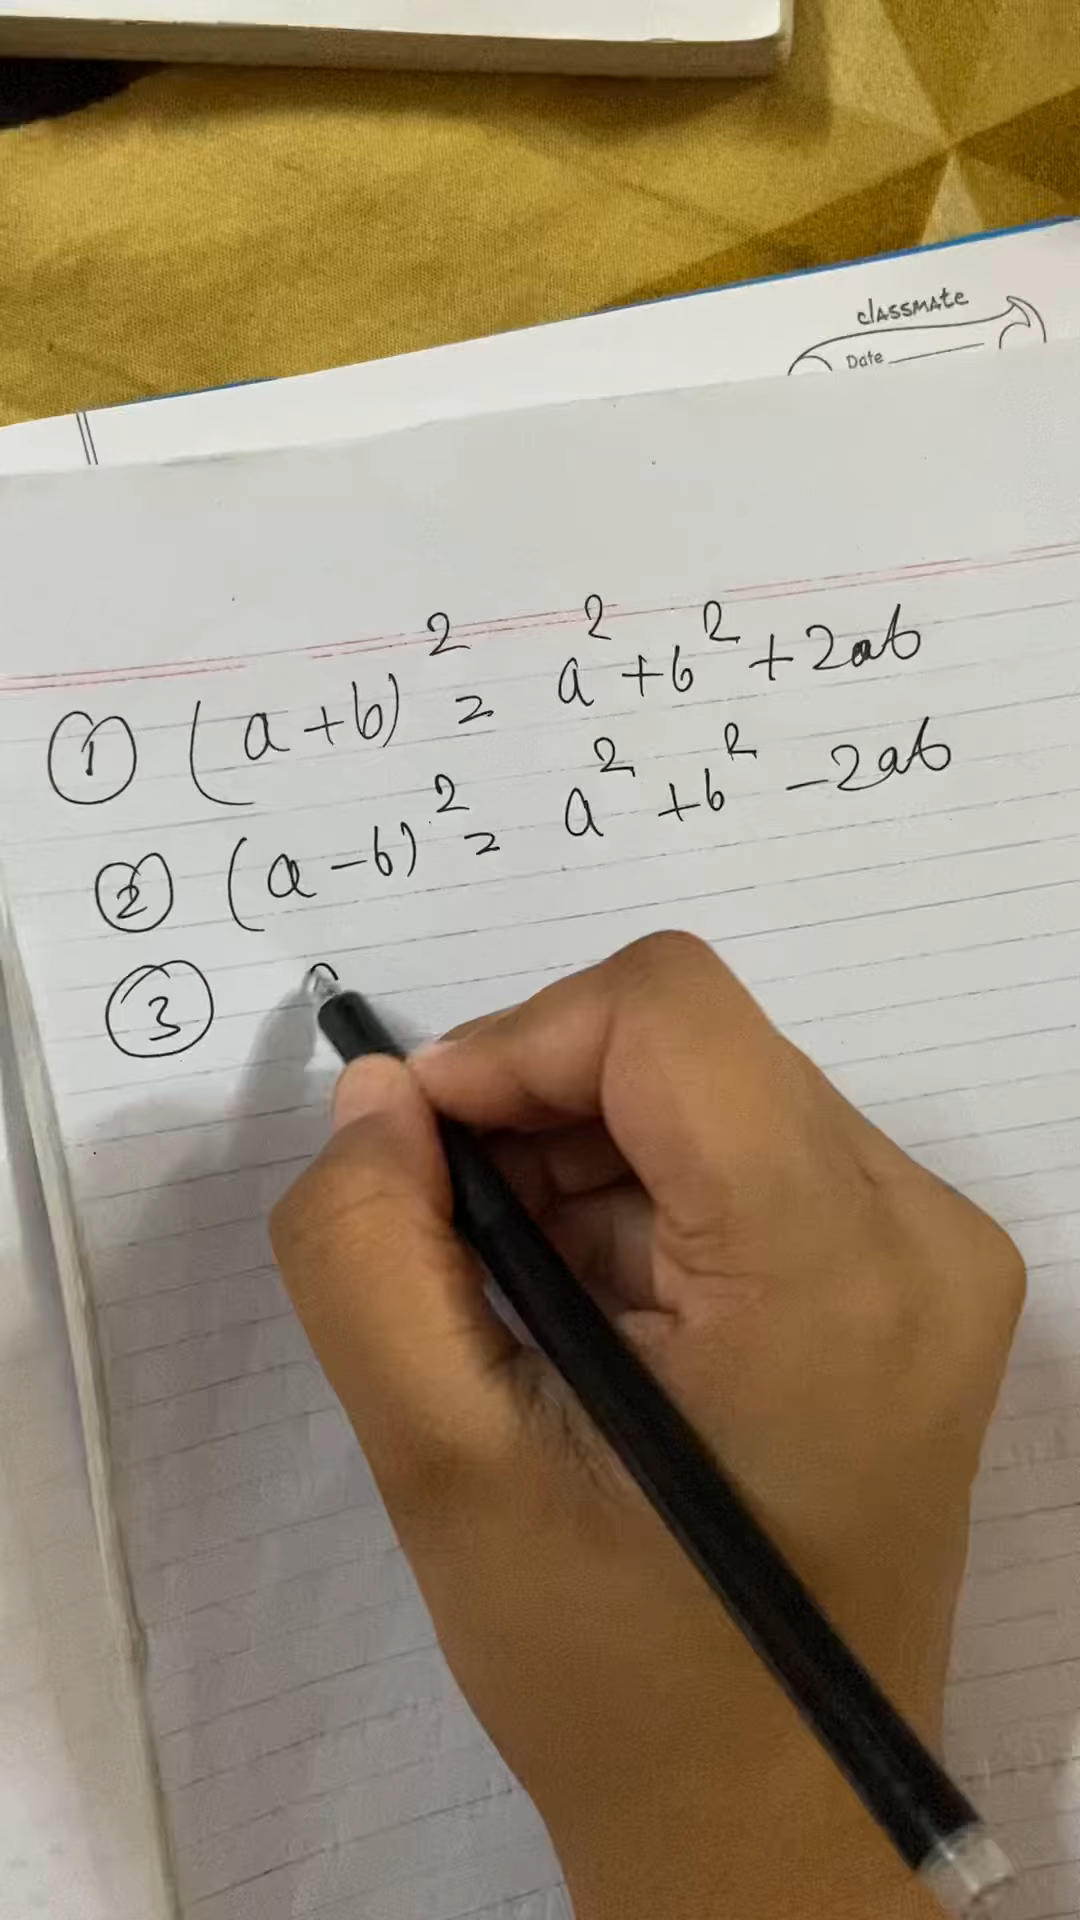 classmate
Date
① (a+b)² = a² + b² + 2ab
② (a-b)² = a² + b² - 2ab
③